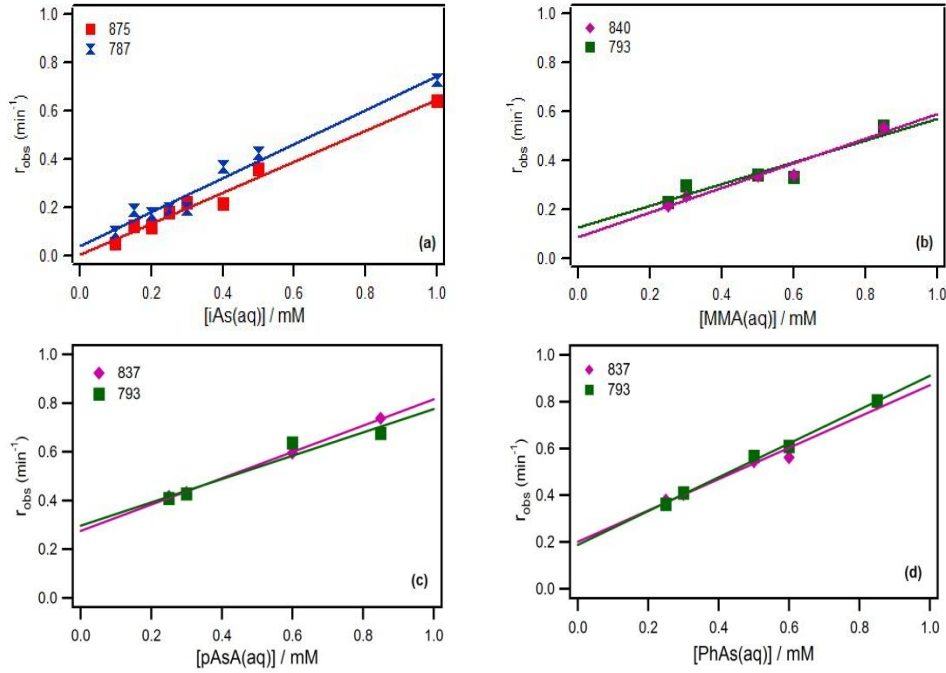 1.0
0.8
0.6
0.4
0.2
0.0
r_obs (min⁻¹)
875
787
(a)
0.0 0.2 0.4 0.6 0.8 1.0
[iAs(aq)] / mM
1.0
0.8
0.6
0.4
0.2
0.0
r_obs (min⁻¹)
840
793
(b)
0.0 0.2 0.4 0.6 0.8 1.0
[MMA(aq)] / mM
1.0
0.8
0.6
0.4
0.2
0.0
r_obs (min⁻¹)
837
793
(c)
0.0 0.2 0.4 0.6 0.8 1.0
[pAsA(aq)] / mM
1.0
0.8
0.6
0.4
0.2
0.0
r_obs (min⁻¹)
837
793
(d)
0.0 0.2 0.4 0.6 0.8 1.0
[PhAs(aq)] / mM